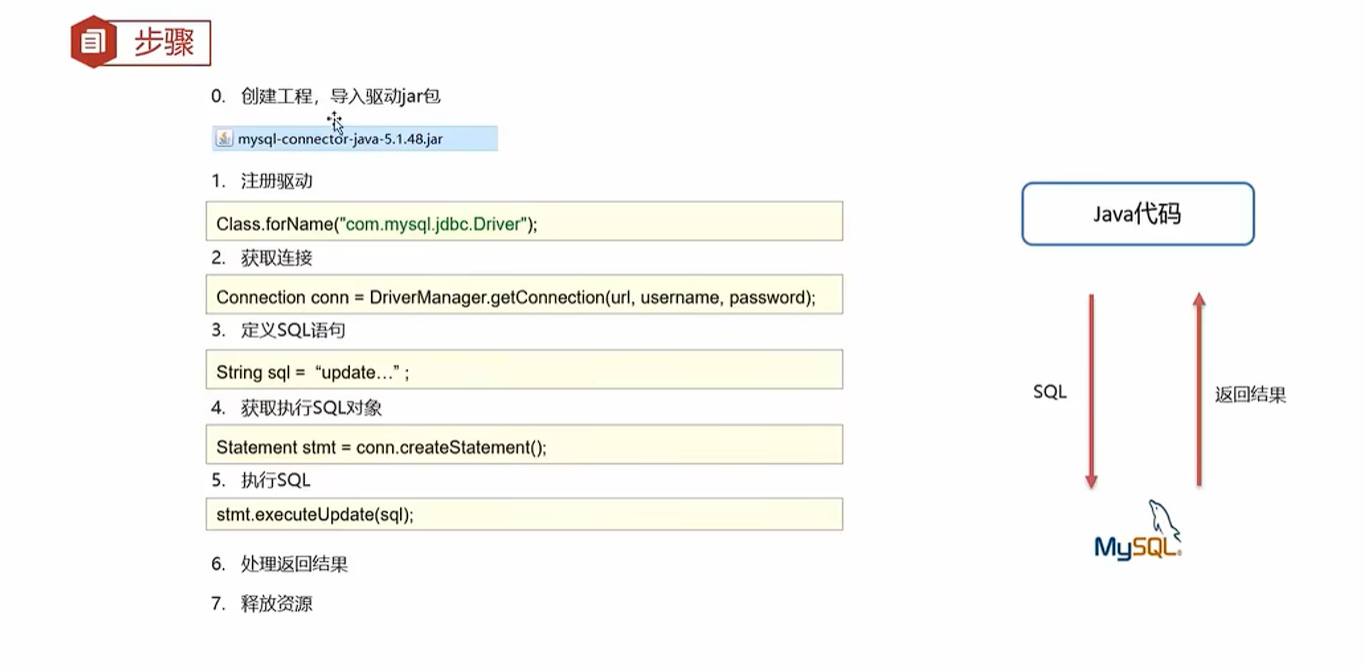 步骤
0. 创建工程，导入驱动jar包
mysql-connector-java-5.1.48.jar
1. 注册驱动
Class.forName("com.mysql.jdbc.Driver");
2. 获取连接
Connection conn = DriverManager.getConnection(url, username, password);
3. 定义SQL语句
String sql = “update…” ;
4. 获取执行SQL对象
Statement stmt = conn.createStatement();
5. 执行SQL
stmt.executeUpdate(sql);
6. 处理返回结果
7. 释放资源
Java代码
SQL
返回结果
MySQL®